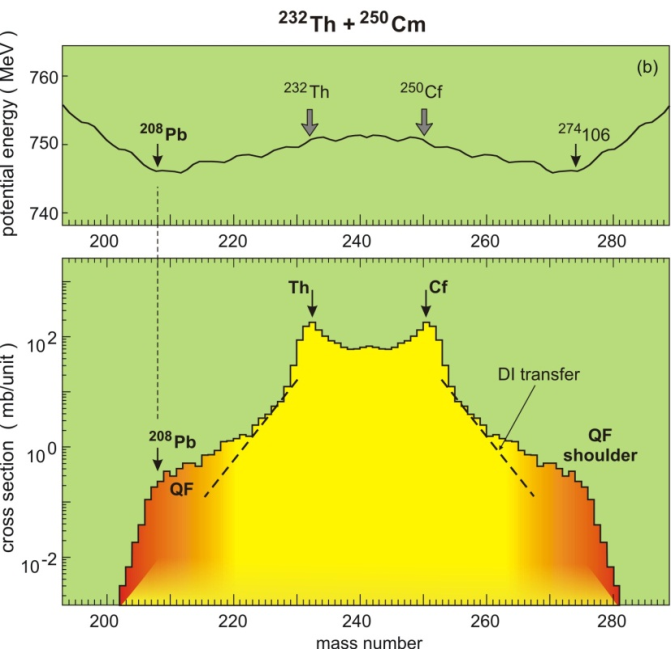 ²³²Th + ²⁵⁰Cm
potential energy ( MeV )
760
750
740
(b)
²³²Th
²⁵⁰Cf
²⁰⁸Pb
²⁷⁴106
200 220 240 260 280
cross section ( mb/unit )
10²
10⁰
10⁻²
Th
Cf
DI transfer
²⁰⁸Pb
QF
QF
shoulder
200 220 240 260 280
mass number